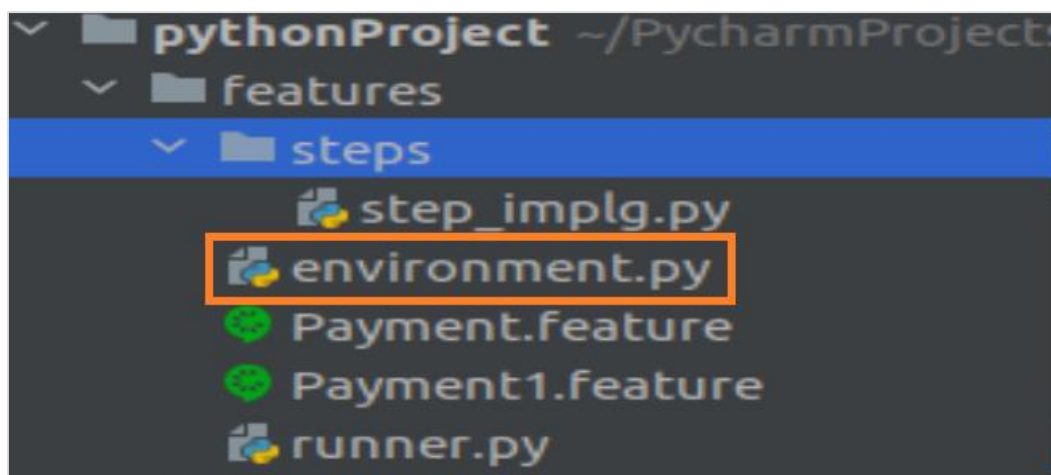 pythonProject ~/PycharmProjects
features
steps
step_implg.py
environment.py
Payment.feature
Payment1.feature
runner.py